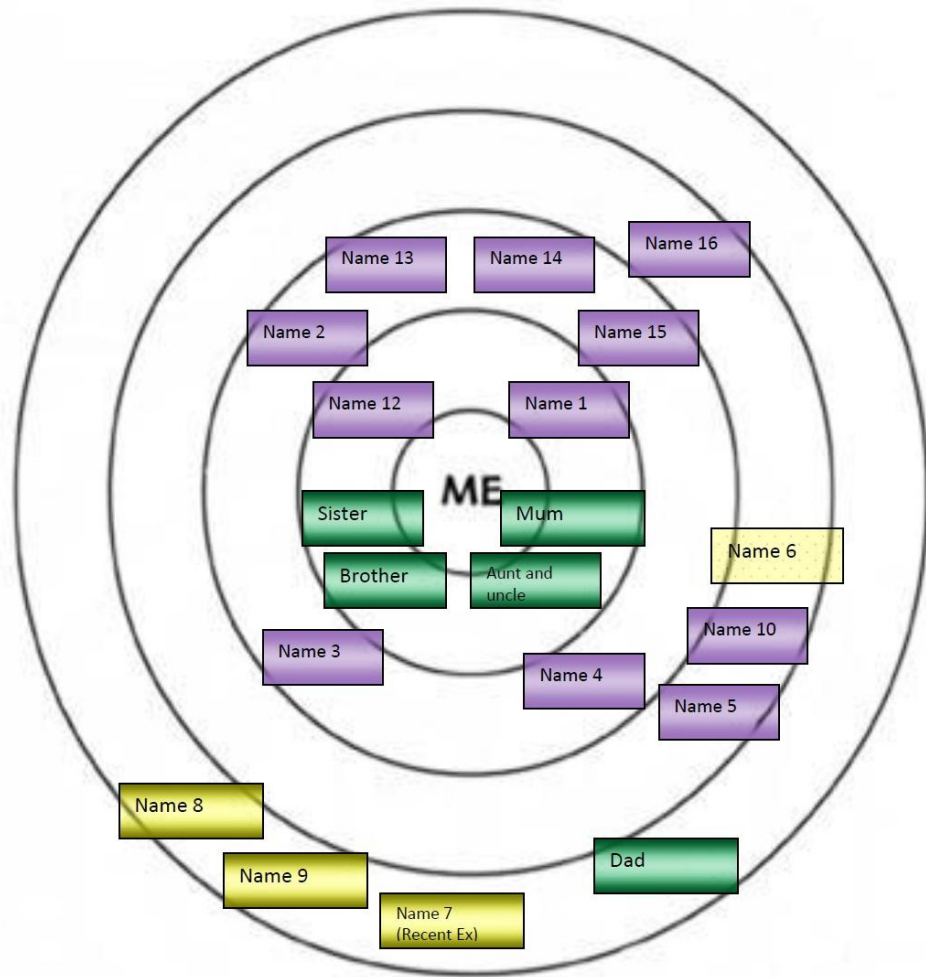 Name 16
Name 13
Name 14
Name 2
Name 15
Name 12
Name 1
ME
Sister
Mum
Name 6
Brother
Aunt and
uncle
Name 10
Name 3
Name 4
Name 5
Name 8
Dad
Name 9
Name 7
(Recent Ex)